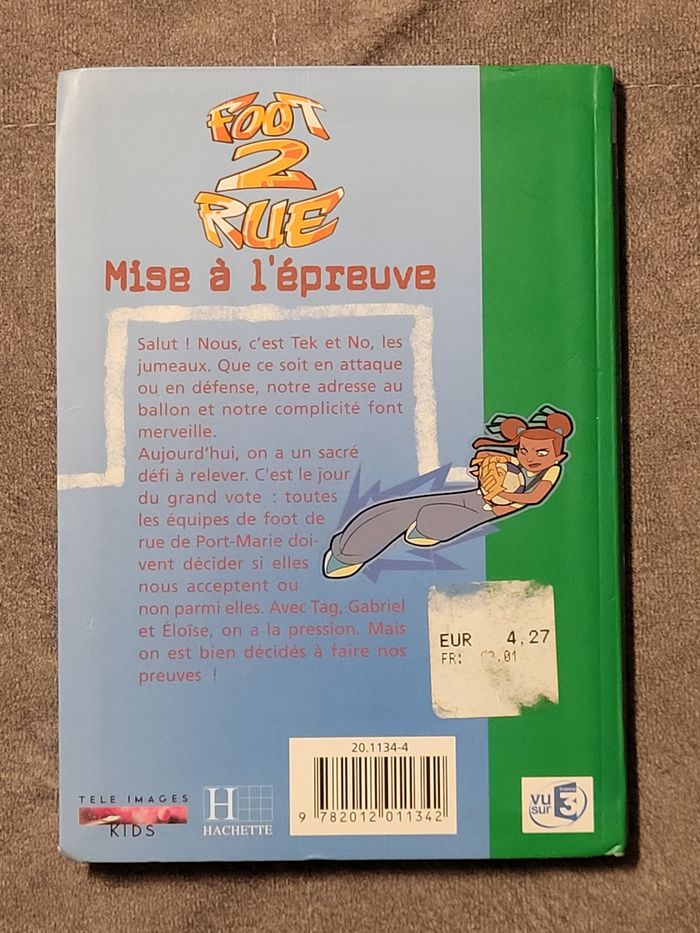 FOOT
2
RUE
Mise à l'épreuve
Salut ! Nous, c'est Tek et No, les
jumeaux. Que ce soit en attaque
ou en défense, notre adresse au
ballon et notre complicité font
merveille.
Aujourd'hui, on a un sacré
défi à relever. C'est le jour
du grand vote : toutes
les équipes de foot de
rue de Port-Marie doi-
vent décider si elles
nous acceptent ou
non parmi elles. Avec Tag, Gabriel
et Éloïse, on a la pression. Mais
on est bien décidés à faire nos
preuves !
EUR 4,27
FR:
20.1134-4
9 782012 011342
TELE IMAGES
KIDS
H
HACHETTE
vu
sur
france
3